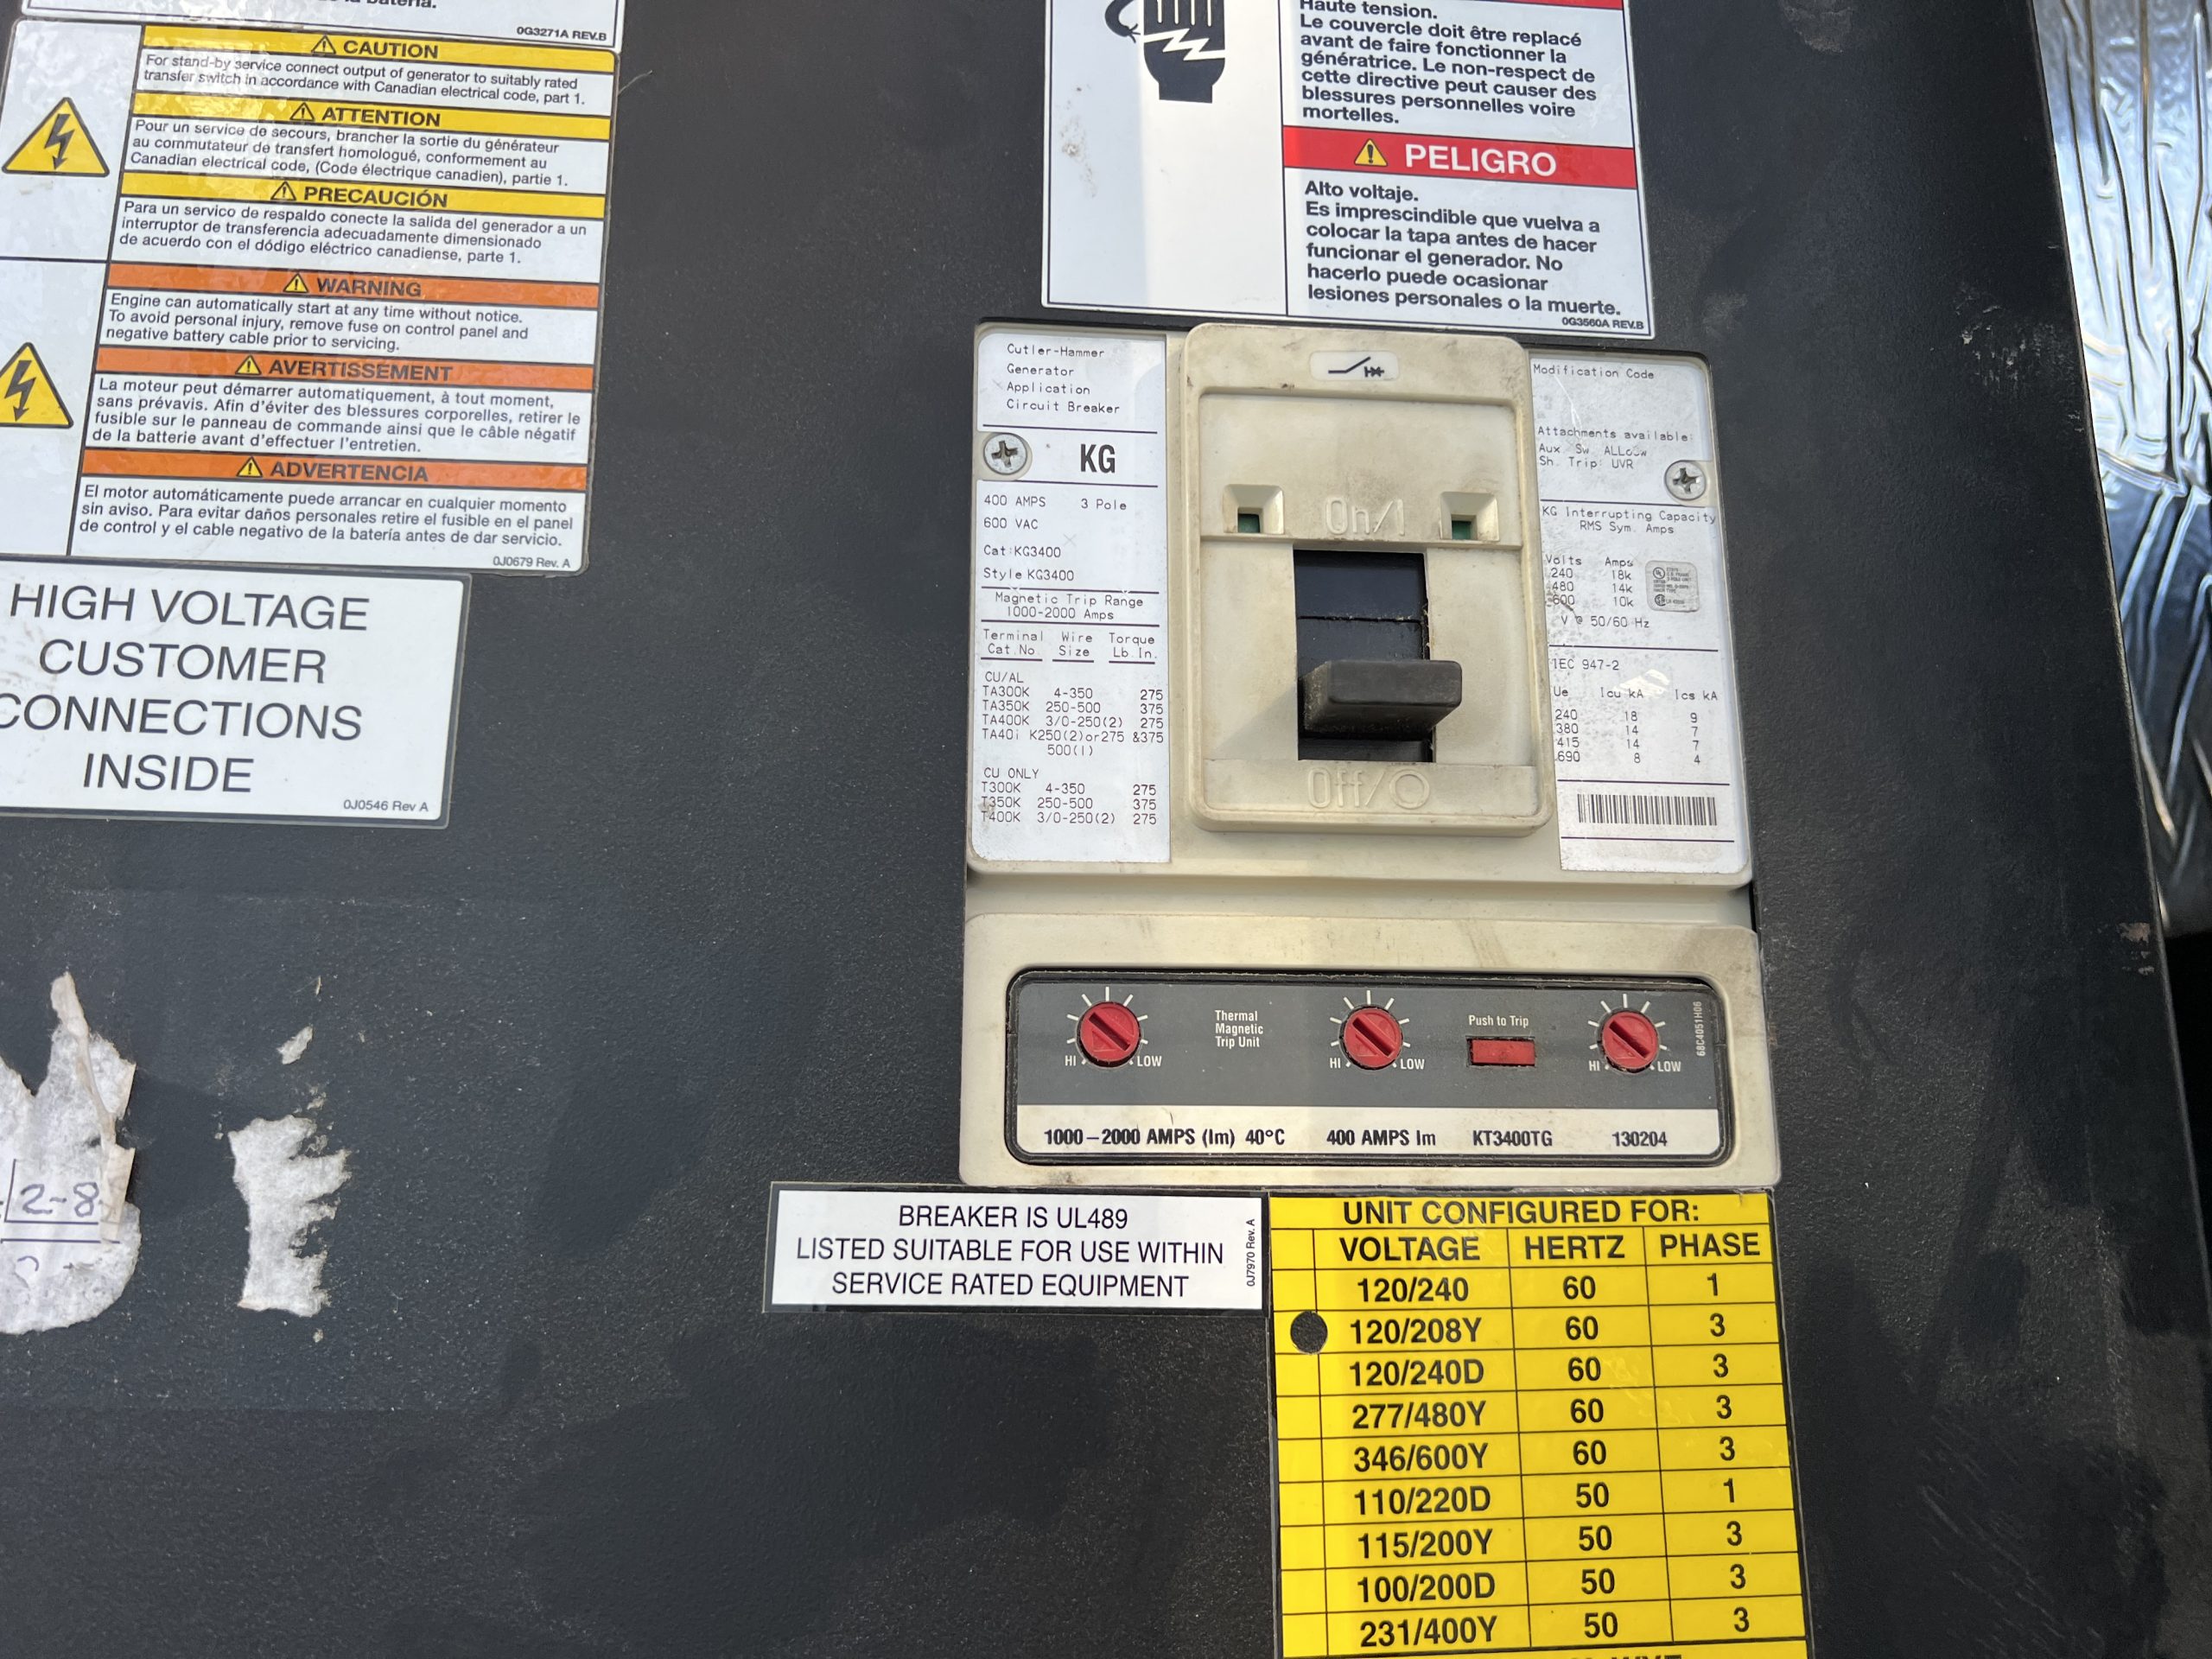 la batería.
0G3271A REV.B
CAUTION
For stand-by service connect output of generator to suitably rated
transfer switch in accordance with Canadian electrical code, part 1.
ATTENTION
Pour un service de secours, brancher la sortie du générateur
au commutateur de transfert homologué, conformement au
Canadian electrical code, (Code électrique canadien), partie 1.
PRECAUCIÓN
Para un servico de respaldo conecte la salida del generador a un
interruptor de transferencia adecuadamente dimensionado
de acuerdo con el dódigo eléctrico canadiense, parte 1.
WARNING
Engine can automatically start at any time without notice.
To avoid personal injury, remove fuse on control panel and
negative battery cable prior to servicing.
AVERTISSEMENT
La moteur peut démarrer automatiquement, à tout moment,
sans prévavis. Afin d'éviter des blessures corporelles, retirer le
fusible sur le panneau de commande ainsi que le câble négatif
de la batterie avant d'effectuer l'entretien.
ADVERTENCIA
El motor automáticamente puede arrancar en cualquier momento
sin aviso. Para evitar daños personales retire el fusible en el panel
de control y el cable negativo de la batería antes de dar servicio.
0J0679 Rev. A
HIGH VOLTAGE
CUSTOMER
CONNECTIONS
INSIDE
0J0546 Rev A
2-8
Haute tension.
Le couvercle doit être replacé
avant de faire fonctionner la
génératrice. Le non-respect de
cette directive peut causer des
blessures personnelles voire
mortelles.
PELIGRO
Alto voltaje.
Es imprescindible que vuelva a
colocar la tapa antes de hacer
funcionar el generador. No
hacerlo puede ocasionar
lesiones personales o la muerte.
0G3560A REV.B
Cutler-Hammer
Generator
Application
Circuit Breaker
KG
400 AMPS 3 Pole
600 VAC
Cat:KG3400
Style KG3400
Magnetic Trip Range
1000-2000 Amps
Terminal Wire Torque
Cat.No. Size Lb.In.
CU/AL
TA300K 4-350 275
TA350K 250-500 375
TA400K 3/0-250(2) 275
TA401 K250(2)or275 &375
500(1)
CU ONLY
T300K 4-350 275
T350K 250-500 375
T400K 3/0-250(2) 275
On/I
Off/O
Modification Code
Attachments available:
Aux. Sw. ALLOSW
Sh. Trip: UVR
KG Interrupting Capacity
RMS Sym. Amps
Volts Amps
240 18k
480 14k
600 10k
V @ 50/60 Hz
IEC 947-2
Ue Icu kA Ics kA
240 18 9
380 14 7
415 14 7
690 8 4
HI LOW
Thermal
Magnetic
Trip Unit
HI LOW
Push to Trip
HI LOW
68C4051H06
1000–2000 AMPS (Im) 40°C 400 AMPS Im KT3400TG 130204
BREAKER IS UL489
LISTED SUITABLE FOR USE WITHIN
SERVICE RATED EQUIPMENT
0J7970 Rev. A
UNIT CONFIGURED FOR:
VOLTAGE HERTZ PHASE
120/240 60 1
120/208Y 60 3
120/240D 60 3
277/480Y 60 3
346/600Y 60 3
110/220D 50 1
115/200Y 50 3
100/200D 50 3
231/400Y 50 3